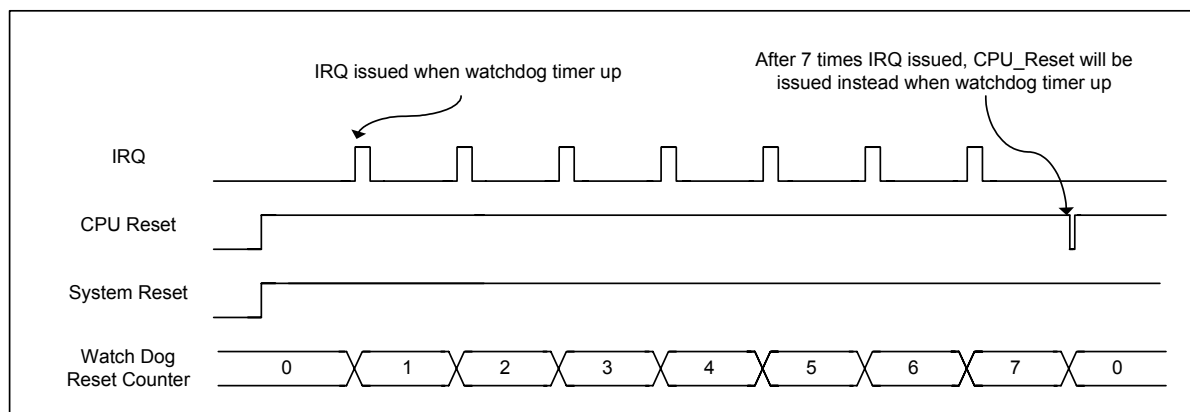 IRQ issued when watchdog timer up
After 7 times IRQ issued, CPU_Reset will be
issued instead when watchdog timer up
IRQ
CPU Reset
System Reset
Watch Dog
Reset Counter
0 1 2 3 4 5 6 7 0